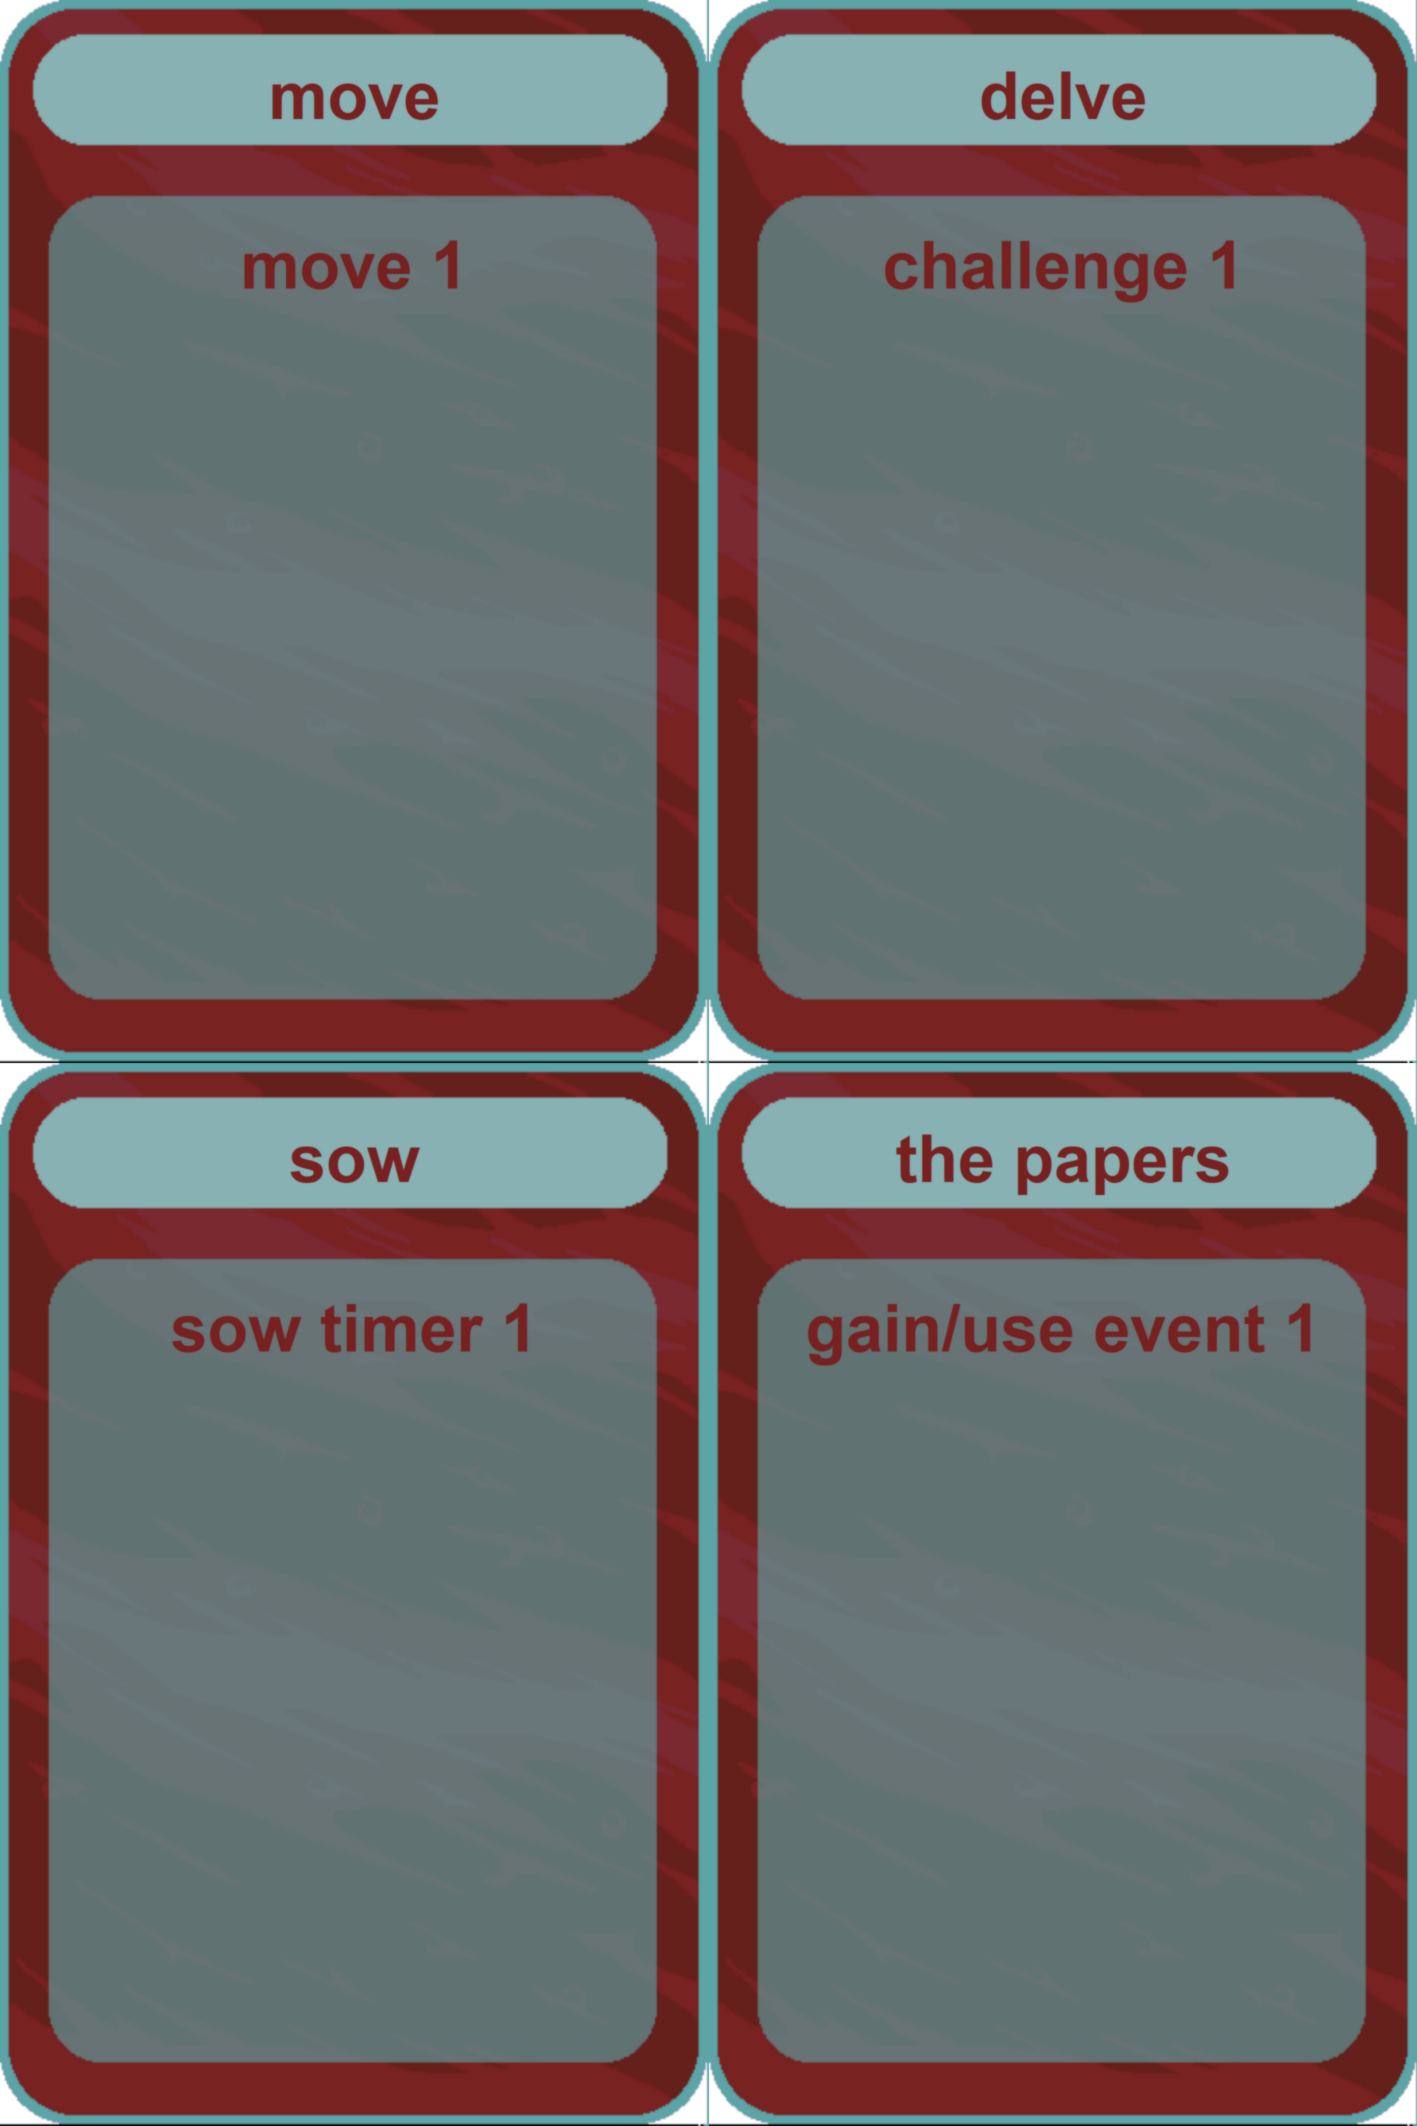 move
move 1
delve
challenge 1
sow
sow timer 1
the papers
gain/use event 1